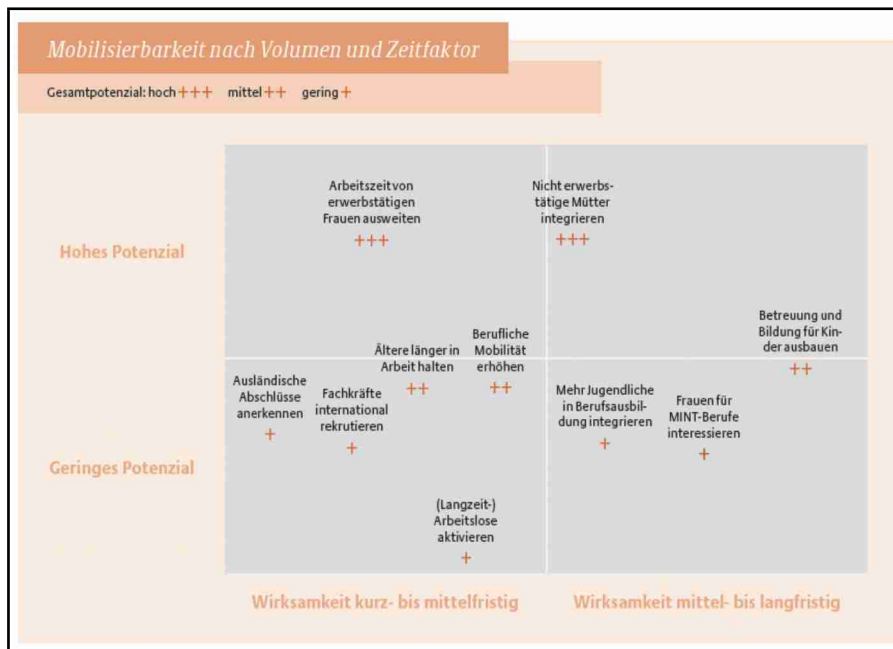 Mobilisierbarkeit nach Volumen und Zeitfaktor
Gesamtpotenzial: hoch +++ mittel ++ gering +
Arbeitszeit von
erwerbstätigen
Frauen ausweiten
+++
Nicht erwerbs-
tätige Mütter
integrieren
+++
Hohes Potenzial
Betreuung und
Bildung für Kin-
der ausbauen
++
Berufliche
Mobilität
erhöhen
++
Ältere länger in
Arbeit halten
++
Ausländische
Abschlüsse
anerkennen
+
Fachkräfte
international
rekrutieren
+
Mehr Jugendliche
in Berufsausbil-
dung integrieren
+
Frauen für
MINT-Berufe
interessieren
+
Geringes Potenzial
(Langzeit-)
Arbeitslose
aktivieren
+
Wirksamkeit kurz- bis mittelfristig
Wirksamkeit mittel- bis langfristig